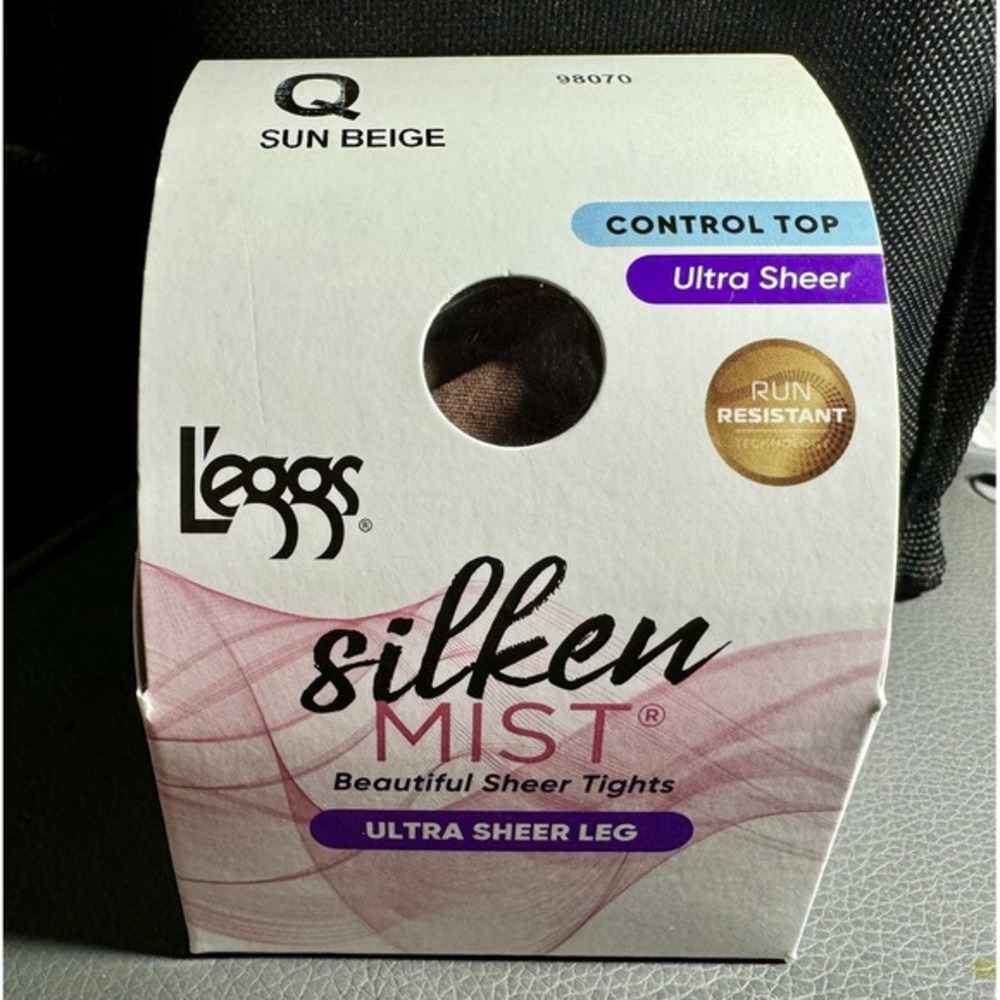 Q
98070
SUN BEIGE
CONTROL TOP
Ultra Sheer
RUN
RESISTANT
TECHNOLOGY
L'eggs®
silken
MIST®
Beautiful Sheer Tights
ULTRA SHEER LEG